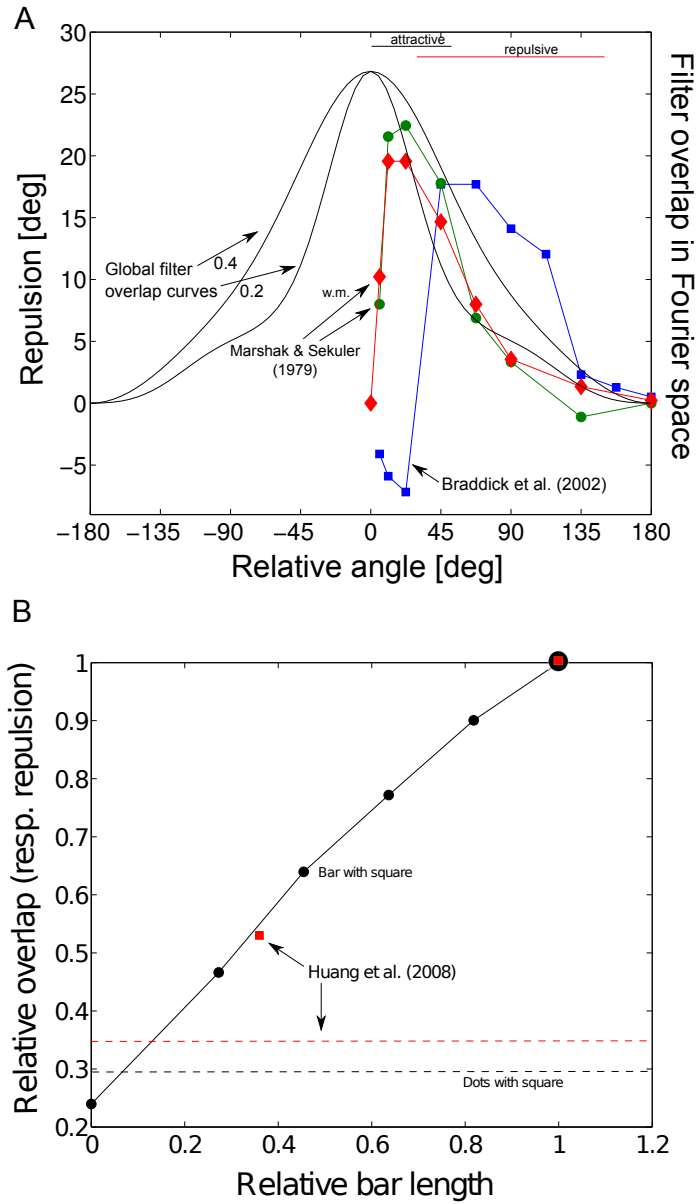 A
30
25
20
15
10
5
0
−5
Repulsion [deg]
attractive
repulsive
Filter overlap in Fourier space
Global filter
overlap curves
0.4
0.2
w.m.
Marshak & Sekuler
(1979)
Braddick et al. (2002)
−180 −135 −90 −45 0 45 90 135 180
Relative angle [deg]
B
1
0.9
0.8
0.7
0.6
0.5
0.4
0.3
0.2
Relative overlap (resp. repulsion)
Bar with square
Huang et al. (2008)
Dots with square
0 0.2 0.4 0.6 0.8 1 1.2
Relative bar length